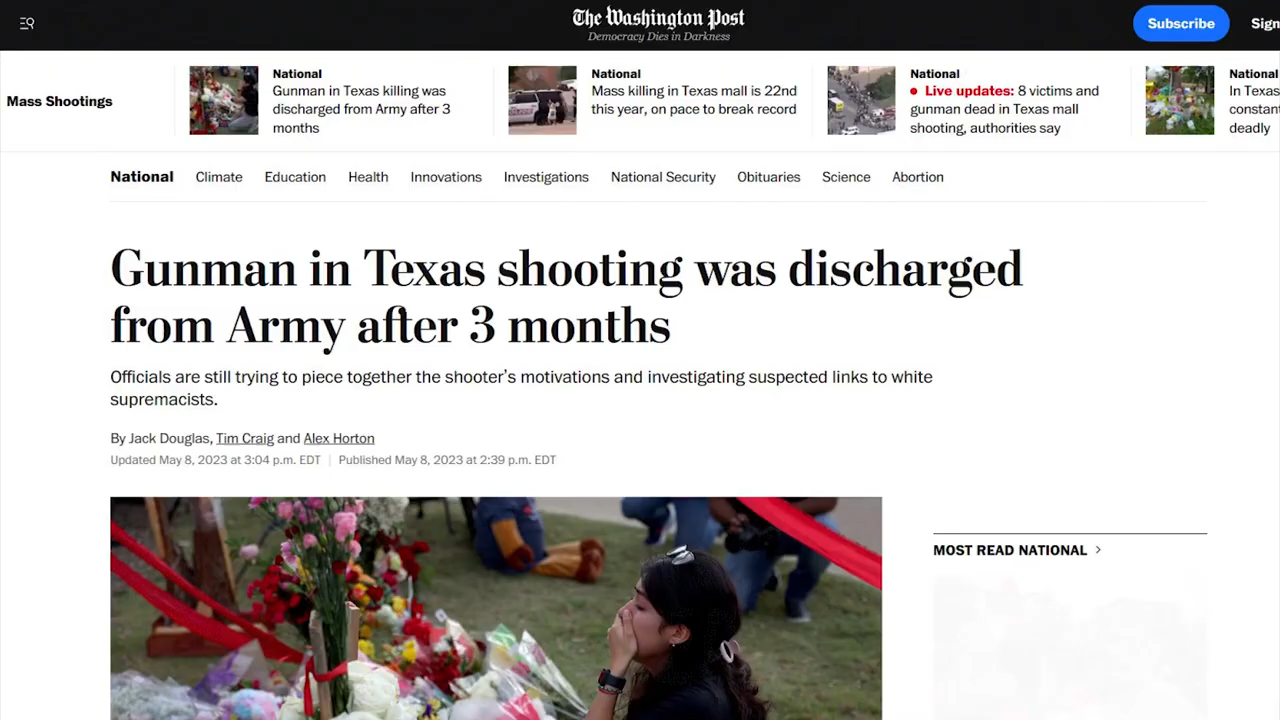 The Washington Post
Democracy Dies in Darkness
Subscribe
Sign
Mass Shootings
National
Gunman in Texas killing was
discharged from Army after 3
months
National
Mass killing in Texas mall is 22nd
this year, on pace to break record
National
Live updates: 8 victims and
gunman dead in Texas mall
shooting, authorities say
National
In Texas
constan
deadly
National Climate Education Health Innovations Investigations National Security Obituaries Science Abortion
Gunman in Texas shooting was discharged
from Army after 3 months
Officials are still trying to piece together the shooter's motivations and investigating suspected links to white
supremacists.
By Jack Douglas, Tim Craig and Alex Horton
Updated May 8, 2023 at 3:04 p.m. EDT | Published May 8, 2023 at 2:39 p.m. EDT
MOST READ NATIONAL >